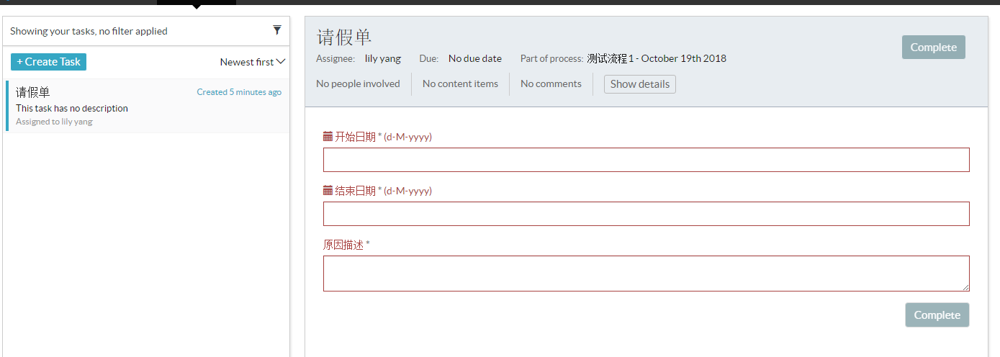 Showing your tasks, no filter applied
+ Create Task
Newest first
请假单
Created 5 minutes ago
This task has no description
Assigned to lily yang
请假单
Complete
Assignee: lily yang Due: No due date Part of process: 测试流程1 - October 19th 2018
No people involved No content items No comments Show details
开始日期 * (d-M-yyyy)
结束日期 * (d-M-yyyy)
原因描述 *
Complete